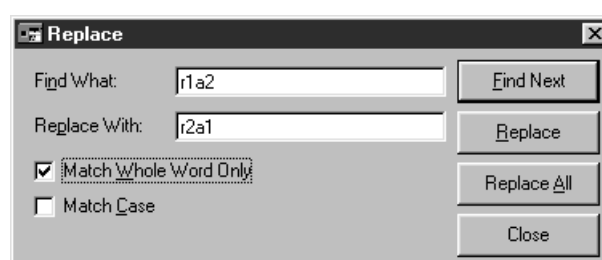 Replace
Find What: r1a2 Find Next
Replace With: r2a1 Replace
Match Whole Word Only
Replace All
Match Case
Close